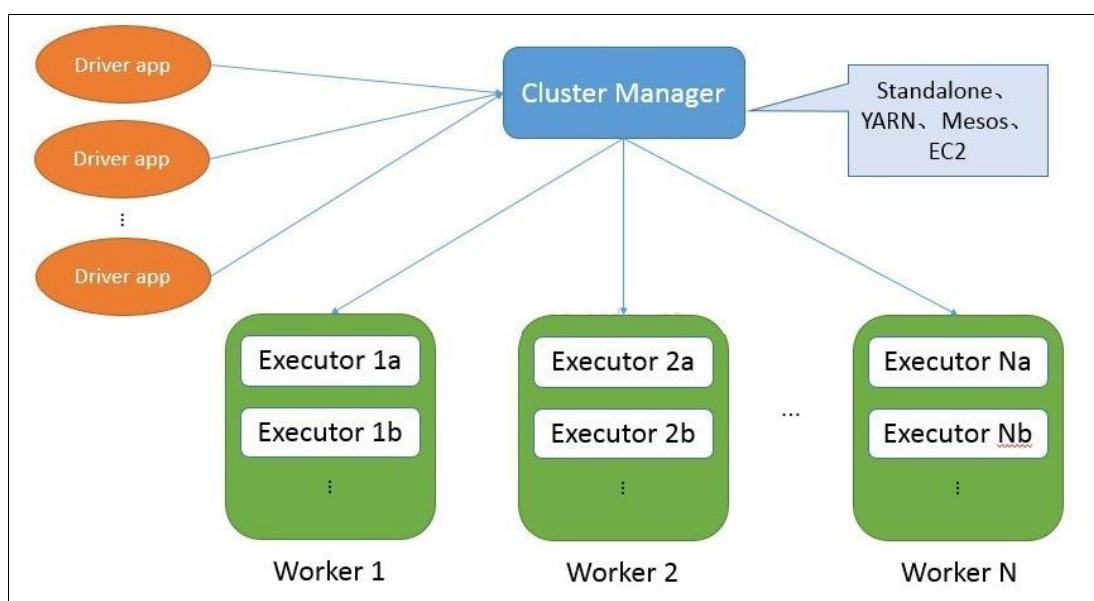 Driver app
Cluster Manager
Standalone、
YARN、Mesos、
EC2
Driver app
⋮
Driver app
Executor 1a
Executor 2a
Executor Na
Executor 1b
Executor 2b
...
Executor Nb
⋮
⋮
⋮
Worker 1
Worker 2
Worker N